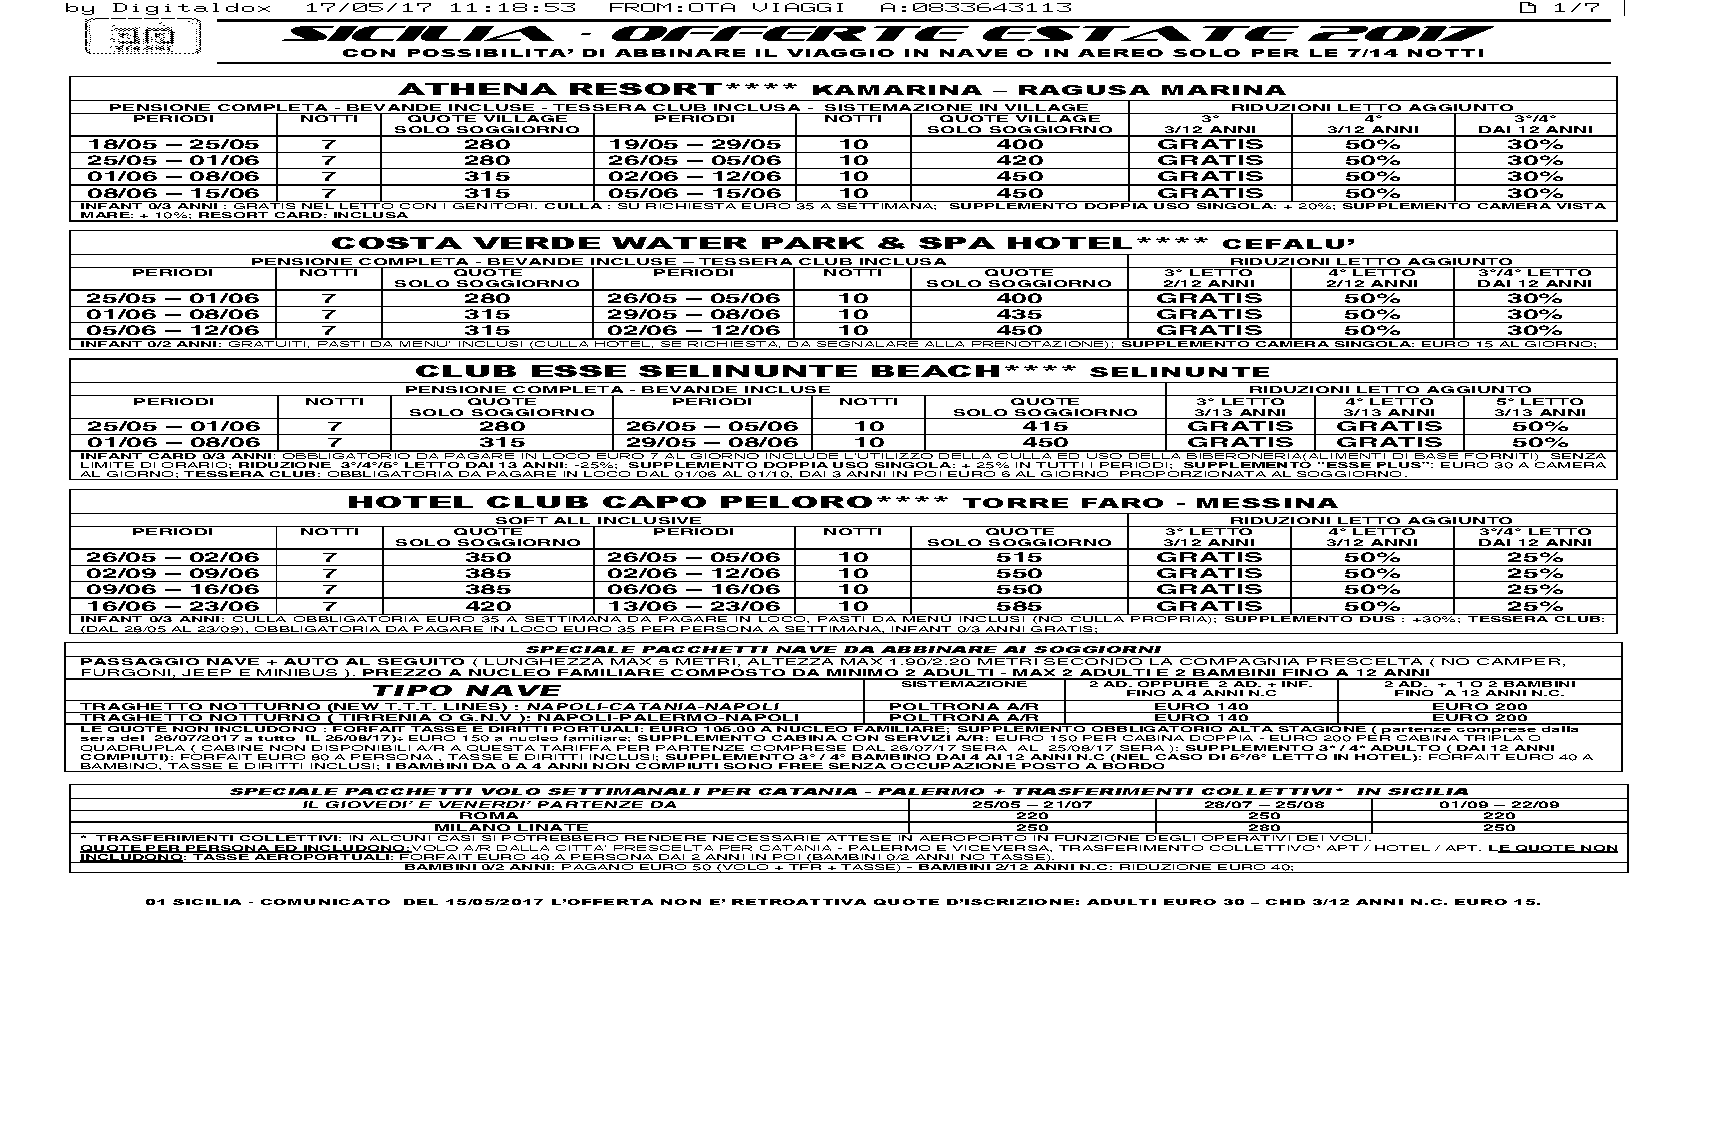 by Digitaldox 17/05/17 11:18:53 FROM:OTA VIAGGI A:0833643113 1/7
SICILIA - OFFERTE ESTATE 2017
CON POSSIBILITA' DI ABBINARE IL VIAGGIO IN NAVE O IN AEREO SOLO PER LE 7/14 NOTTI
ATHENA RESORT**** KAMARINA – RAGUSA MARINA
PENSIONE COMPLETA - BEVANDE INCLUSE - TESSERA CLUB INCLUSA - SISTEMAZIONE IN VILLAGE RIDUZIONI LETTO AGGIUNTO
PERIODI NOTTI QUOTE VILLAGE PERIODI NOTTI QUOTE VILLAGE 3° 4° 3°/4°
SOLO SOGGIORNO SOLO SOGGIORNO 3/12 ANNI 3/12 ANNI DAI 12 ANNI
18/05 – 25/05 7 280 19/05 – 29/05 10 400 GRATIS 50% 30%
25/05 – 01/06 7 280 26/05 – 05/06 10 420 GRATIS 50% 30%
01/06 – 08/06 7 315 02/06 – 12/06 10 450 GRATIS 50% 30%
08/06 – 15/06 7 315 05/06 – 15/06 10 450 GRATIS 50% 30%
INFANT 0/3 ANNI : GRATIS NEL LETTO CON I GENITORI. CULLA : SU RICHIESTA EURO 35 A SETTIMANA; SUPPLEMENTO DOPPIA USO SINGOLA: + 20%; SUPPLEMENTO CAMERA VISTA
MARE: + 10%; RESORT CARD: INCLUSA
COSTA VERDE WATER PARK & SPA HOTEL**** CEFALU'
PENSIONE COMPLETA - BEVANDE INCLUSE – TESSERA CLUB INCLUSA RIDUZIONI LETTO AGGIUNTO
PERIODI NOTTI QUOTE PERIODI NOTTI QUOTE 3° LETTO 4° LETTO 3°/4° LETTO
SOLO SOGGIORNO SOLO SOGGIORNO 2/12 ANNI 2/12 ANNI DAI 12 ANNI
25/05 – 01/06 7 280 26/05 – 05/06 10 400 GRATIS 50% 30%
01/06 – 08/06 7 315 29/05 – 08/06 10 435 GRATIS 50% 30%
05/06 – 12/06 7 315 02/06 – 12/06 10 450 GRATIS 50% 30%
INFANT 0/2 ANNI: GRATUITI, PASTI DA MENU' INCLUSI (CULLA HOTEL, SE RICHIESTA, DA SEGNALARE ALLA PRENOTAZIONE); SUPPLEMENTO CAMERA SINGOLA: EURO 15 AL GIORNO;
CLUB ESSE SELINUNTE BEACH**** SELINUNTE
PENSIONE COMPLETA - BEVANDE INCLUSE RIDUZIONI LETTO AGGIUNTO
PERIODI NOTTI QUOTE PERIODI NOTTI QUOTE 3° LETTO 4° LETTO 5° LETTO
SOLO SOGGIORNO SOLO SOGGIORNO 3/13 ANNI 3/13 ANNI 3/13 ANNI
25/05 – 01/06 7 280 26/05 – 05/06 10 415 GRATIS GRATIS 50%
01/06 – 08/06 7 315 29/05 – 08/06 10 450 GRATIS GRATIS 50%
INFANT CARD 0/3 ANNI: OBBLIGATORIO DA PAGARE IN LOCO EURO 7 AL GIORNO INCLUDE L'UTILIZZO DELLA CULLA ED USO DELLA BIBERONERIA(ALIMENTI DI BASE FORNITI) SENZA
LIMITE DI ORARIO; RIDUZIONE 3°/4°/5° LETTO DAI 13 ANNI: -25%; SUPPLEMENTO DOPPIA USO SINGOLA: + 25% IN TUTTI I PERIODI; SUPPLEMENTO "ESSE PLUS": EURO 30 A CAMERA
AL GIORNO; TESSERA CLUB: OBBLIGATORIA DA PAGARE IN LOCO DAL 01/06 AL 01/10, DAI 3 ANNI IN POI EURO 6 AL GIORNO PROPORZIONATA AL SOGGIORNO.
HOTEL CLUB CAPO PELORO**** TORRE FARO - MESSINA
SOFT ALL INCLUSIVE RIDUZIONI LETTO AGGIUNTO
PERIODI NOTTI QUOTE PERIODI NOTTI QUOTE 3° LETTO 4° LETTO 3°/4° LETTO
SOLO SOGGIORNO SOLO SOGGIORNO 3/12 ANNI 3/12 ANNI DAI 12 ANNI
26/05 – 02/06 7 350 26/05 – 05/06 10 515 GRATIS 50% 25%
02/09 – 09/06 7 385 02/06 – 12/06 10 550 GRATIS 50% 25%
09/06 – 16/06 7 385 06/06 – 16/06 10 550 GRATIS 50% 25%
16/06 – 23/06 7 420 13/06 – 23/06 10 585 GRATIS 50% 25%
INFANT 0/3 ANNI: CULLA OBBLIGATORIA EURO 35 A SETTIMANA DA PAGARE IN LOCO, PASTI DA MENÙ INCLUSI (NO CULLA PROPRIA); SUPPLEMENTO DUS : +30%; TESSERA CLUB:
(DAL 28/05 AL 23/09), OBBLIGATORIA DA PAGARE IN LOCO EURO 35 PER PERSONA A SETTIMANA, INFANT 0/3 ANNI GRATIS;
SPECIALE PACCHETTI NAVE DA ABBINARE AI SOGGIORNI
PASSAGGIO NAVE + AUTO AL SEGUITO ( LUNGHEZZA MAX 5 METRI, ALTEZZA MAX 1.90/2.20 METRI SECONDO LA COMPAGNIA PRESCELTA ( NO CAMPER,
FURGONI, JEEP E MINIBUS ). PREZZO A NUCLEO FAMILIARE COMPOSTO DA MINIMO 2 ADULTI - MAX 2 ADULTI E 2 BAMBINI FINO A 12 ANNI
TIPO NAVE SISTEMAZIONE 2 AD. OPPURE 2 AD. + INF. 2 AD. + 1 O 2 BAMBINI
FINO A 4 ANNI N.C FINO A 12 ANNI N.C.
TRAGHETTO NOTTURNO (NEW T.T.T. LINES) : NAPOLI-CATANIA-NAPOLI POLTRONA A/R EURO 140 EURO 200
TRAGHETTO NOTTURNO ( TIRRENIA O G.N.V ): NAPOLI-PALERMO-NAPOLI POLTRONA A/R EURO 140 EURO 200
LE QUOTE NON INCLUDONO : FORFAIT TASSE E DIRITTI PORTUALI: EURO 105.00 A NUCLEO FAMILIARE; SUPPLEMENTO OBBLIGATORIO ALTA STAGIONE ( partenze comprese dalla
sera del 26/07/2017 a tutto IL 25/08/17): EURO 150 a nucleo familiare; SUPPLEMENTO CABINA CON SERVIZI A/R: EURO 150 PER CABINA DOPPIA - EURO 200 PER CABINA TRIPLA O
QUADRUPLA ( CABINE NON DISPONIBILI A/R A QUESTA TARIFFA PER PARTENZE COMPRESE DAL 26/07/17 SERA AL 25/08/17 SERA ): SUPPLEMENTO 3° / 4° ADULTO ( DAI 12 ANNI
COMPIUTI): FORFAIT EURO 80 A PERSONA , TASSE E DIRITTI INCLUSI; SUPPLEMENTO 3° / 4° BAMBINO DAI 4 AI 12 ANNI N.C (NEL CASO DI 5°/6° LETTO IN HOTEL): FORFAIT EURO 40 A
BAMBINO, TASSE E DIRITTI INCLUSI; I BAMBINI DA 0 A 4 ANNI NON COMPIUTI SONO FREE SENZA OCCUPAZIONE POSTO A BORDO
SPECIALE PACCHETTI VOLO SETTIMANALI PER CATANIA - PALERMO + TRASFERIMENTI COLLETTIVI* IN SICILIA
IL GIOVEDI' E VENERDI' PARTENZE DA 25/05 – 21/07 28/07 – 25/08 01/09 – 22/09
ROMA 220 250 220
MILANO LINATE 250 280 250
* TRASFERIMENTI COLLETTIVI: IN ALCUNI CASI SI POTREBBERO RENDERE NECESSARIE ATTESE IN AEROPORTO IN FUNZIONE DEGLI OPERATIVI DEI VOLI.
QUOTE PER PERSONA ED INCLUDONO: VOLO A/R DALLA CITTA' PRESCELTA PER CATANIA - PALERMO E VICEVERSA, TRASFERIMENTO COLLETTIVO* APT / HOTEL / APT. LE QUOTE NON
INCLUDONO: TASSE AEROPORTUALI: FORFAIT EURO 40 A PERSONA DAI 2 ANNI IN POI (BAMBINI 0/2 ANNI NO TASSE).
BAMBINI 0/2 ANNI: PAGANO EURO 50 (VOLO + TFR + TASSE) - BAMBINI 2/12 ANNI N.C: RIDUZIONE EURO 40;
01 SICILIA - COMUNICATO DEL 15/05/2017 L'OFFERTA NON E' RETROATTIVA QUOTE D'ISCRIZIONE: ADULTI EURO 30 – CHD 3/12 ANNI N.C. EURO 15.